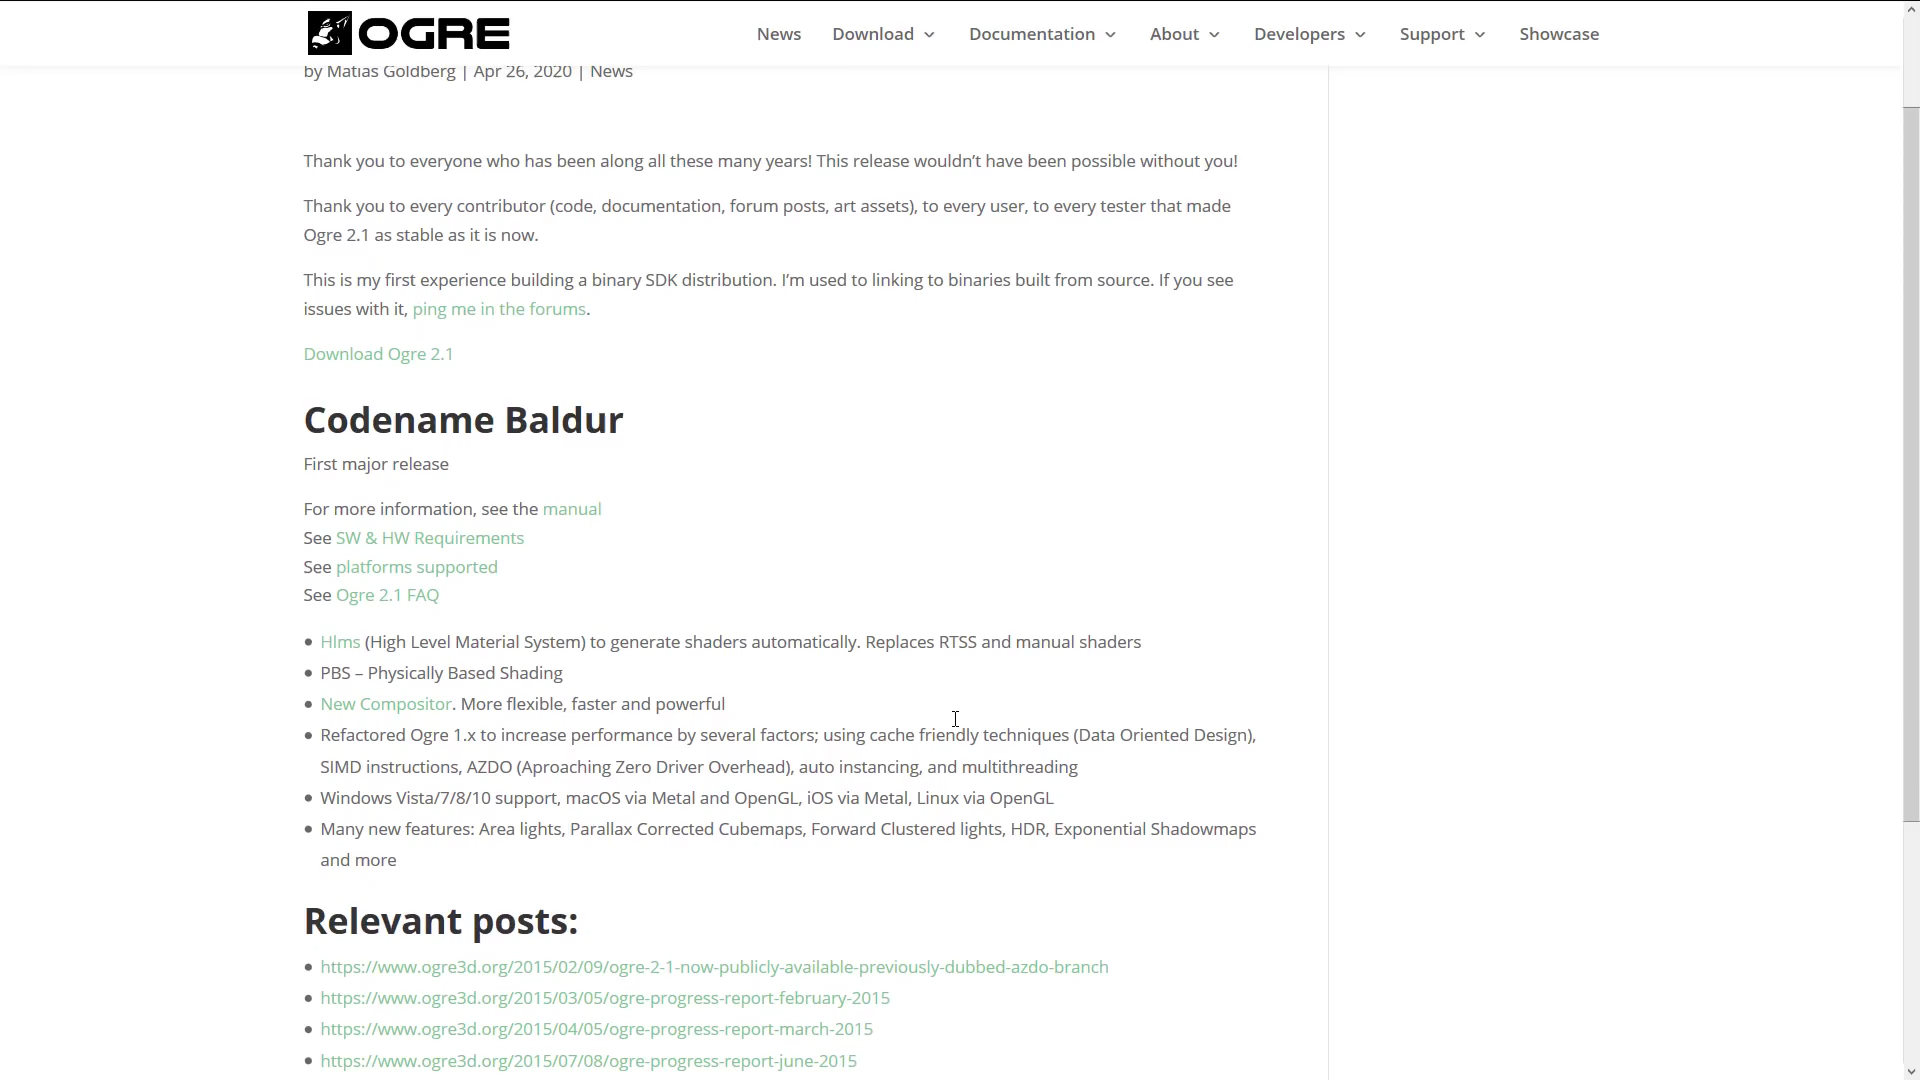 OGRE
News Download Documentation About Developers Support Showcase
by Matias Goldberg | Apr 26, 2020 | News
Thank you to everyone who has been along all these many years! This release wouldn’t have been possible without you!
Thank you to every contributor (code, documentation, forum posts, art assets), to every user, to every tester that made
Ogre 2.1 as stable as it is now.
This is my first experience building a binary SDK distribution. I’m used to linking to binaries built from source. If you see
issues with it, ping me in the forums.
Download Ogre 2.1
Codename Baldur
First major release
For more information, see the manual
See SW & HW Requirements
See platforms supported
See Ogre 2.1 FAQ
• Hlms (High Level Material System) to generate shaders automatically. Replaces RTSS and manual shaders
• PBS – Physically Based Shading
• New Compositor. More flexible, faster and powerful
• Refactored Ogre 1.x to increase performance by several factors; using cache friendly techniques (Data Oriented Design),
SIMD instructions, AZDO (Aproaching Zero Driver Overhead), auto instancing, and multithreading
• Windows Vista/7/8/10 support, macOS via Metal and OpenGL, iOS via Metal, Linux via OpenGL
• Many new features: Area lights, Parallax Corrected Cubemaps, Forward Clustered lights, HDR, Exponential Shadowmaps
and more
Relevant posts:
• https://www.ogre3d.org/2015/02/09/ogre-2-1-now-publicly-available-previously-dubbed-azdo-branch
• https://www.ogre3d.org/2015/03/05/ogre-progress-report-february-2015
• https://www.ogre3d.org/2015/04/05/ogre-progress-report-march-2015
• https://www.ogre3d.org/2015/07/08/ogre-progress-report-june-2015